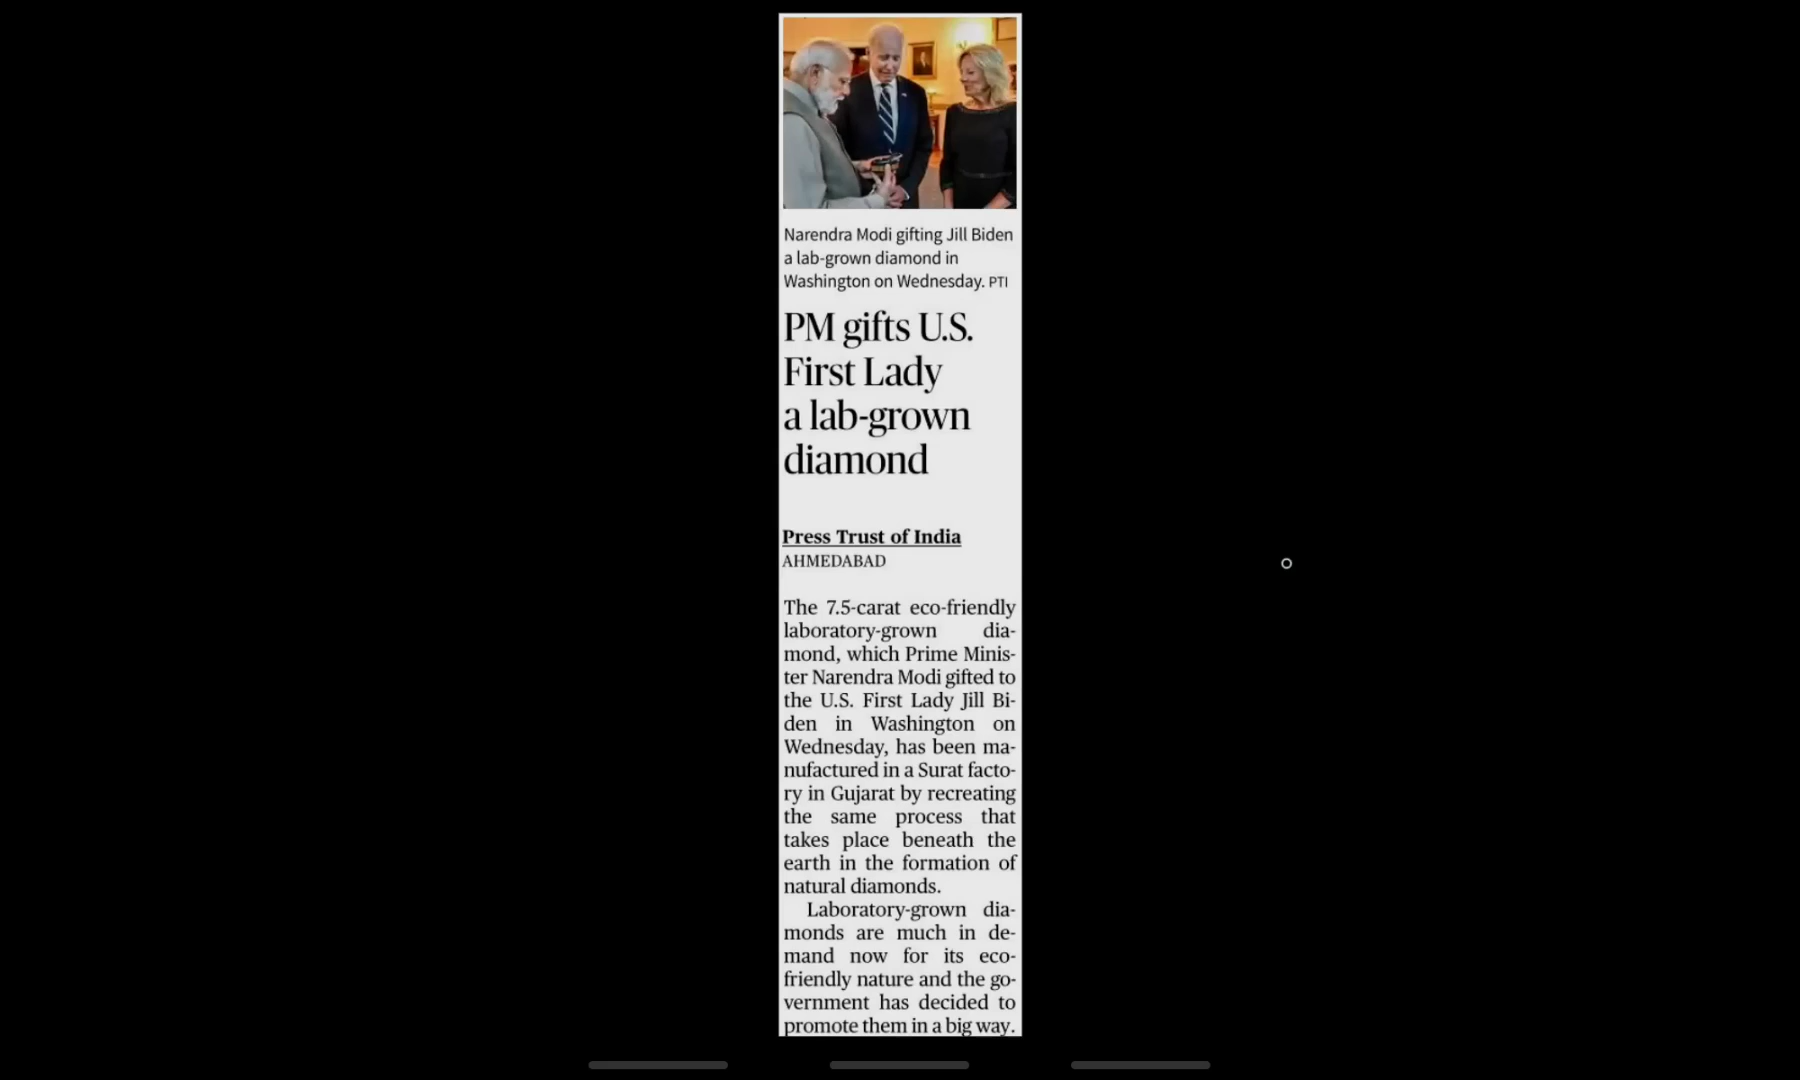 Narendra Modi gifting Jill Biden
a lab-grown diamond in
Washington on Wednesday. PTI
PM gifts U.S.
First Lady
a lab-grown
diamond
Press Trust of India
AHMEDABAD
The 7.5-carat eco-friendly
laboratory-grown dia-
mond, which Prime Minis-
ter Narendra Modi gifted to
the U.S. First Lady Jill Bi-
den in Washington on
Wednesday, has been ma-
nufactured in a Surat facto-
ry in Gujarat by recreating
the same process that
takes place beneath the
earth in the formation of
natural diamonds.
Laboratory-grown dia-
monds are much in de-
mand now for its eco-
friendly nature and the go-
vernment has decided to
promote them in a big way.